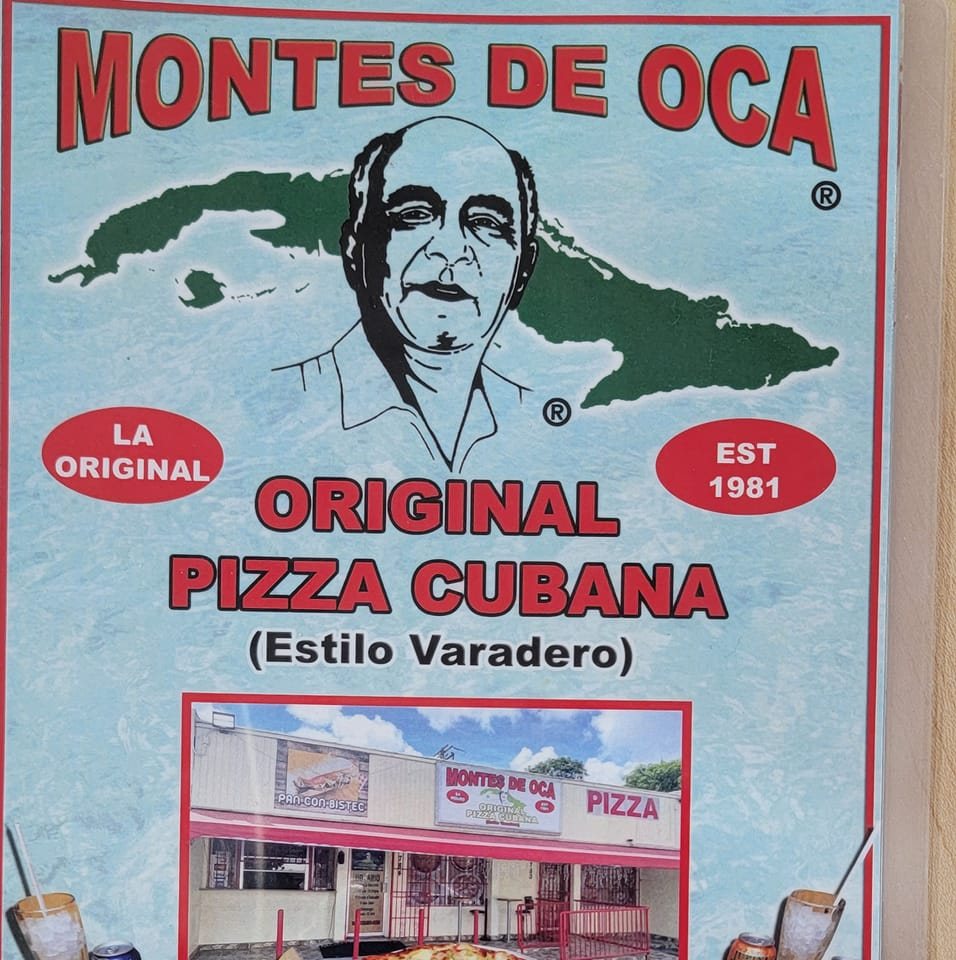 MONTES DE OCA
®
®
LA
ORIGINAL
EST
1981
ORIGINAL
PIZZA CUBANA
(Estilo Varadero)
PAN CON BISTEC
MONTES DE OCA
ORIGINAL
PIZZA CUBANA
PIZZA